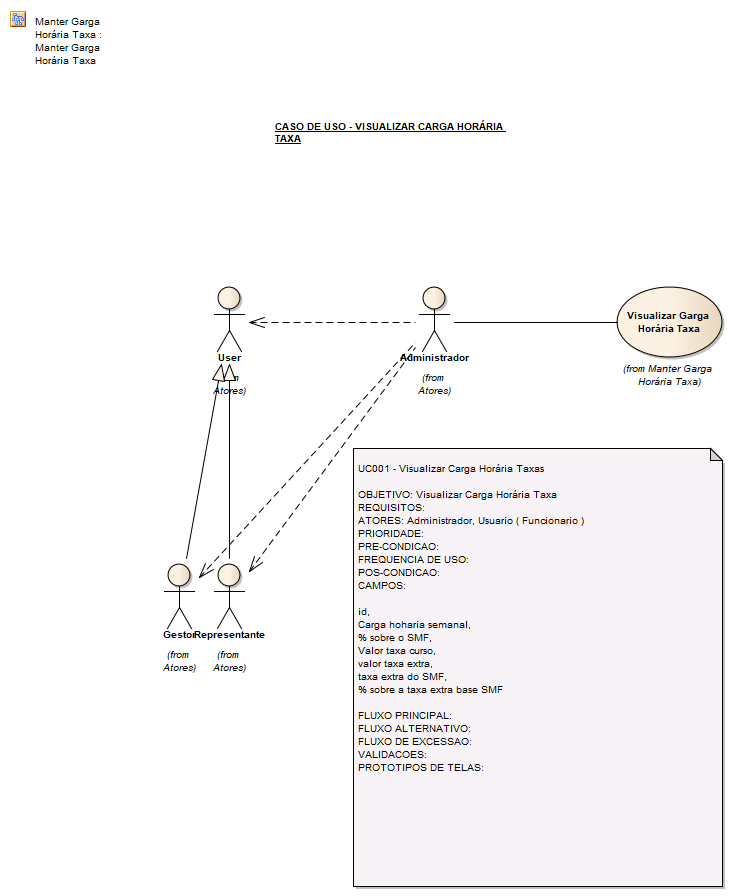 Manter Garga
Horária Taxa :
Manter Garga
Horária Taxa
CASO DE USO - VISUALIZAR CARGA HORÁRIA
TAXA
User
Atores)
Administrador
(from
Atores)
Visualizar Garga
Horária Taxa
(from Manter Garga
Horária Taxa)
Gestor
(from
Atores)
Representante
(from
Atores)
UC001 - Visualizar Carga Horária Taxas
OBJETIVO: Visualizar Carga Horária Taxa
REQUISITOS:
ATORES: Administrador, Usuario ( Funcionario )
PRIORIDADE:
PRE-CONDICAO:
FREQUENCIA DE USO:
POS-CONDICAO:
CAMPOS:
id,
Carga hoharia semanal,
% sobre o SMF,
Valor taxa curso,
valor taxa extra,
taxa extra do SMF,
% sobre a taxa extra base SMF
FLUXO PRINCIPAL:
FLUXO ALTERNATIVO:
FLUXO DE EXCESSAO:
VALIDACOES:
PROTOTIPOS DE TELAS: